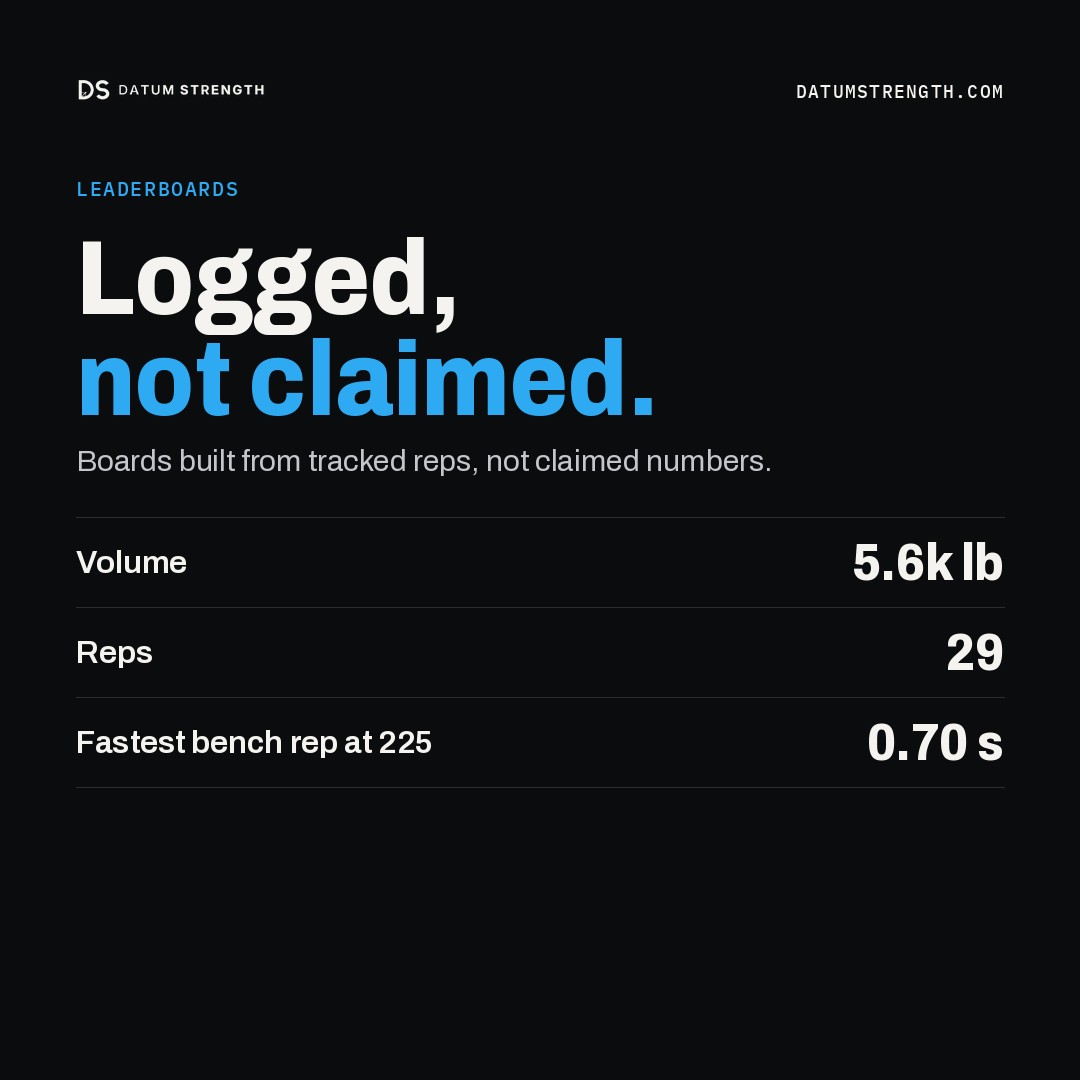 DS DATUM STRENGTH
DATUMSTRENGTH.COM
LEADERBOARDS
Logged,
not claimed.
Boards built from tracked reps, not claimed numbers.
Volume 5.6k lb
Reps 29
Fastest bench rep at 225 0.70 s